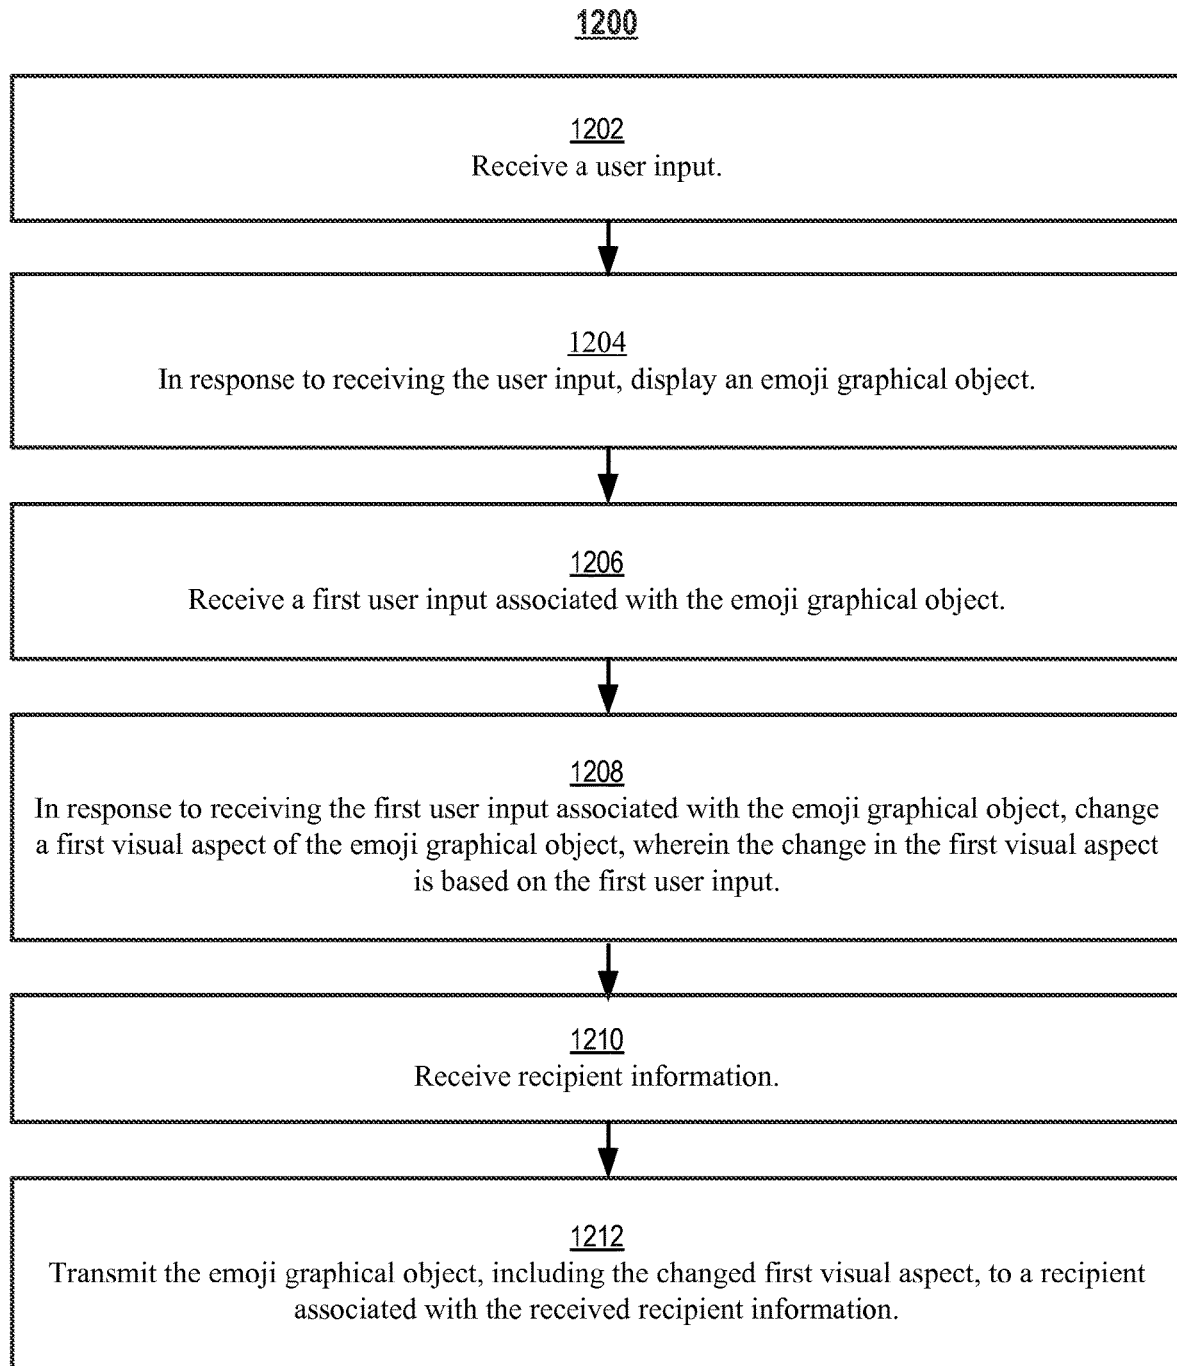 1200
1202
Receive a user input.
1204
In response to receiving the user input, display an emoji graphical object.
1206
Receive a first user input associated with the emoji graphical object.
1208
In response to receiving the first user input associated with the emoji graphical object, change
a first visual aspect of the emoji graphical object, wherein the change in the first visual aspect
is based on the first user input.
1210
Receive recipient information.
1212
Transmit the emoji graphical object, including the changed first visual aspect, to a recipient
associated with the received recipient information.